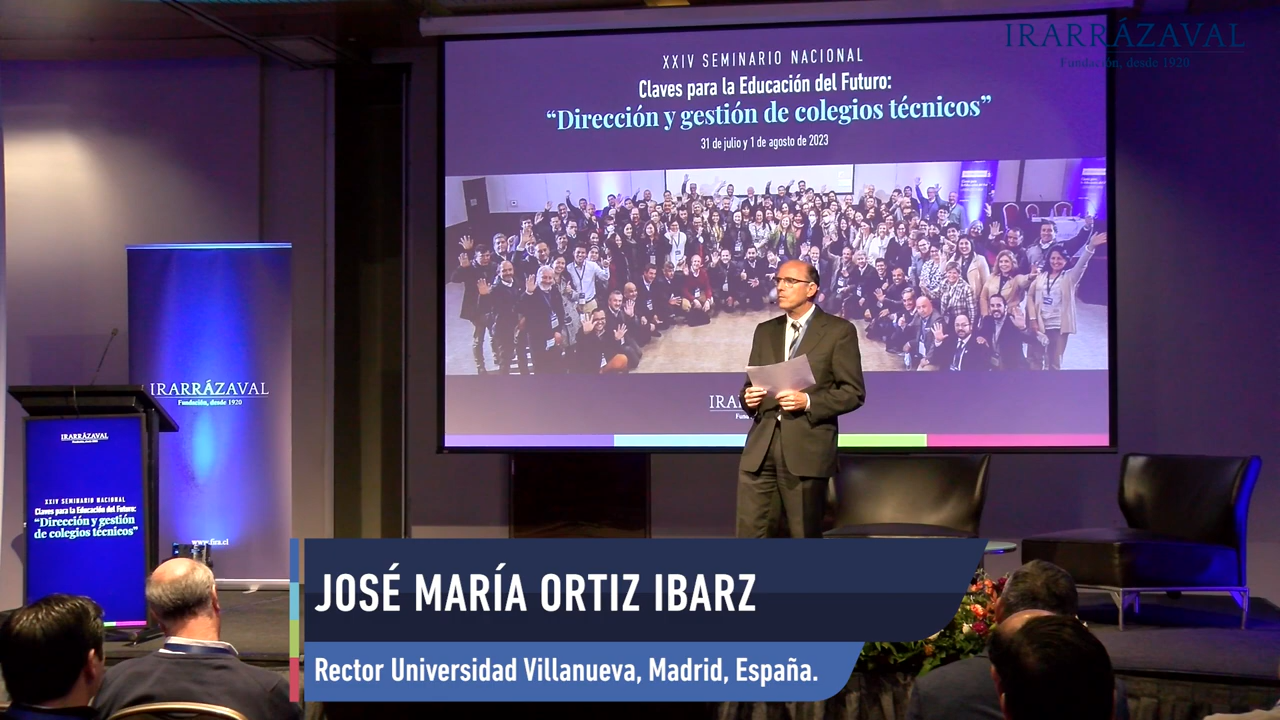 IRARRÁZAVAL
Fundación, desde 1920
XXIV SEMINARIO NACIONAL
Claves para la Educación del Futuro:
“Dirección y gestión de colegios técnicos”
31 de julio y 1 de agosto de 2023
IRARRÁZAVAL
Fundación, desde 1920
www.fira.cl
IRARRÁZAVAL
XXIV SEMINARIO NACIONAL
Claves para la Educación del Futuro:
“Dirección y gestión
de colegios técnicos”
JOSÉ MARÍA ORTIZ IBARZ
Rector Universidad Villanueva, Madrid, España.